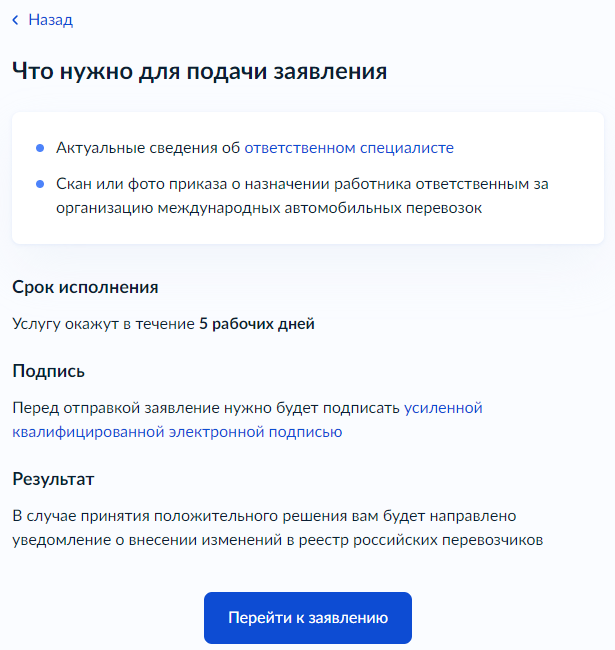 Назад
Что нужно для подачи заявления
Актуальные сведения об ответственном специалисте
Скан или фото приказа о назначении работника ответственным за
организацию международных автомобильных перевозок
Срок исполнения
Услугу окажут в течение 5 рабочих дней
Подпись
Перед отправкой заявление нужно будет подписать усиленной
квалифицированной электронной подписью
Результат
В случае принятия положительного решения вам будет направлено
уведомление о внесении изменений в реестр российских перевозчиков
Перейти к заявлению